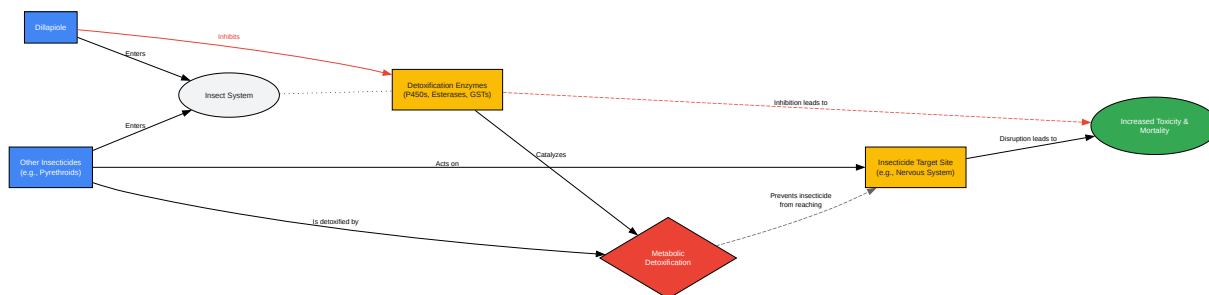 Dillapiole
Inhibits
Enters
Detoxification Enzymes
(P450s, Esterases, GSTs)
Insect System
Inhibition leads to
Increased Toxicity &
Mortality
Enters
Disruption leads to
Catalyzes
Other Insecticides
(e.g., Pyrethroids)
Acts on
Insecticide Target Site
(e.g., Nervous System)
Prevents insecticide
from reaching
Is detoxified by
Metabolic
Detoxification